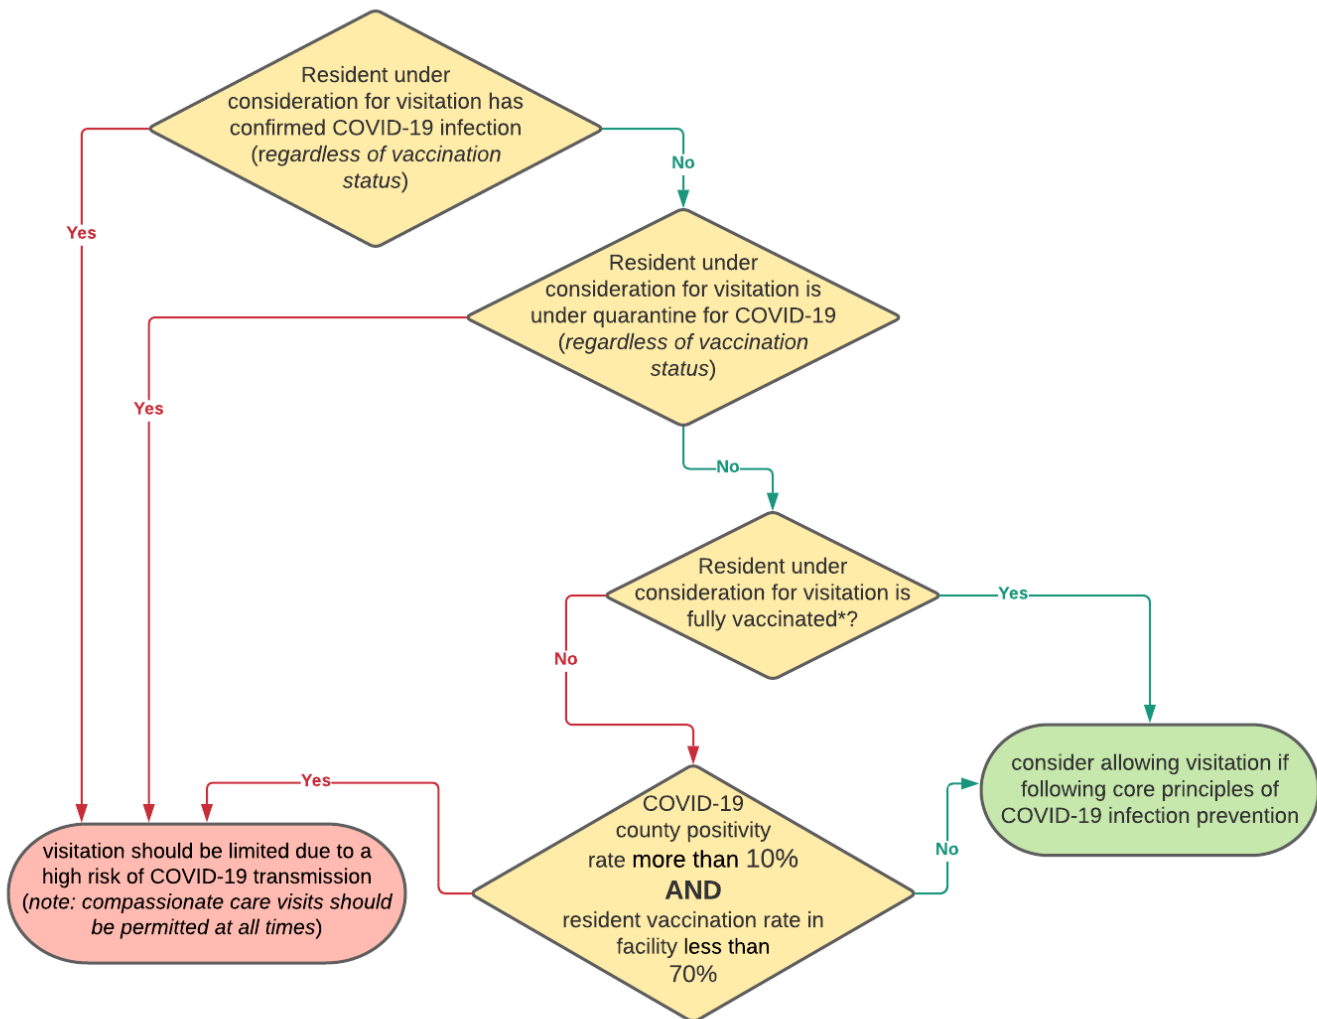 Resident under
consideration for visitation has
confirmed COVID-19 infection
(regardless of vaccination
status)
Yes
No
Resident under
consideration for visitation is
under quarantine for COVID-19
(regardless of vaccination
status)
Yes
No
Resident under
consideration for visitation is
fully vaccinated*?
Yes
No
COVID-19
county positivity
rate more than 10%
AND
resident vaccination rate in
facility less than
70%
Yes
No
visitation should be limited due to a
high risk of COVID-19 transmission
(note: compassionate care visits should
be permitted at all times)
consider allowing visitation if
following core principles of
COVID-19 infection prevention